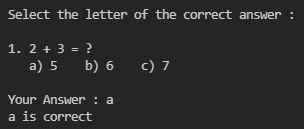 Select the letter of the correct answer :
1. 2 + 3 = ?
a) 5 b) 6 c) 7
Your Answer : a
a is correct